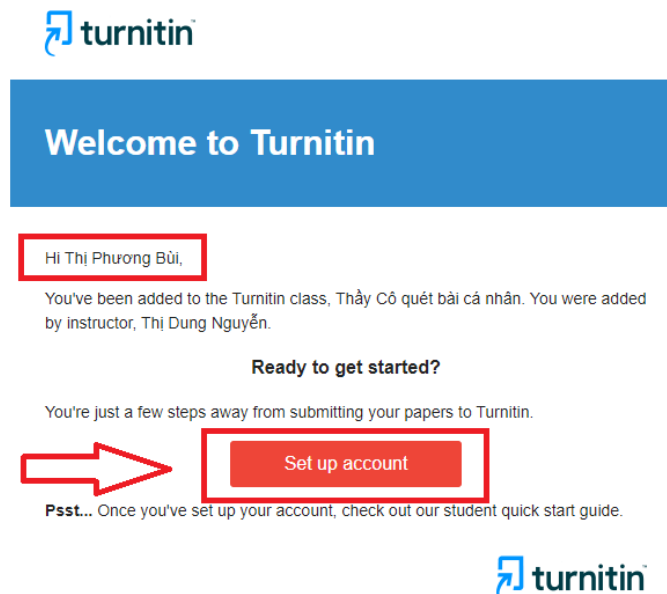 turnitin
Welcome to Turnitin
Hi Thị Phương Bùi,
You've been added to the Turnitin class, Thầy Cô quét bài cá nhân. You were added
by instructor, Thị Dung Nguyễn.
Ready to get started?
You're just a few steps away from submitting your papers to Turnitin.
Set up account
Psst... Once you've set up your account, check out our student quick start guide.
turnitin